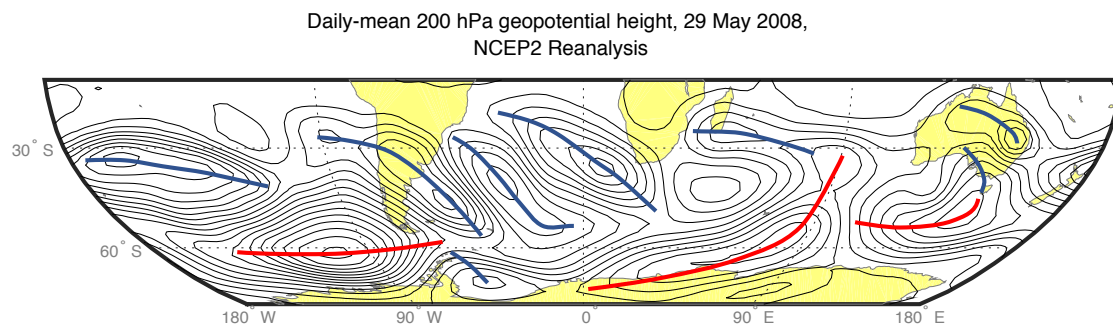 Daily-mean 200 hPa geopotential height, 29 May 2008,
NCEP2 Reanalysis
30° S
60° S
180° W
90° W
0°
90° E
180° E